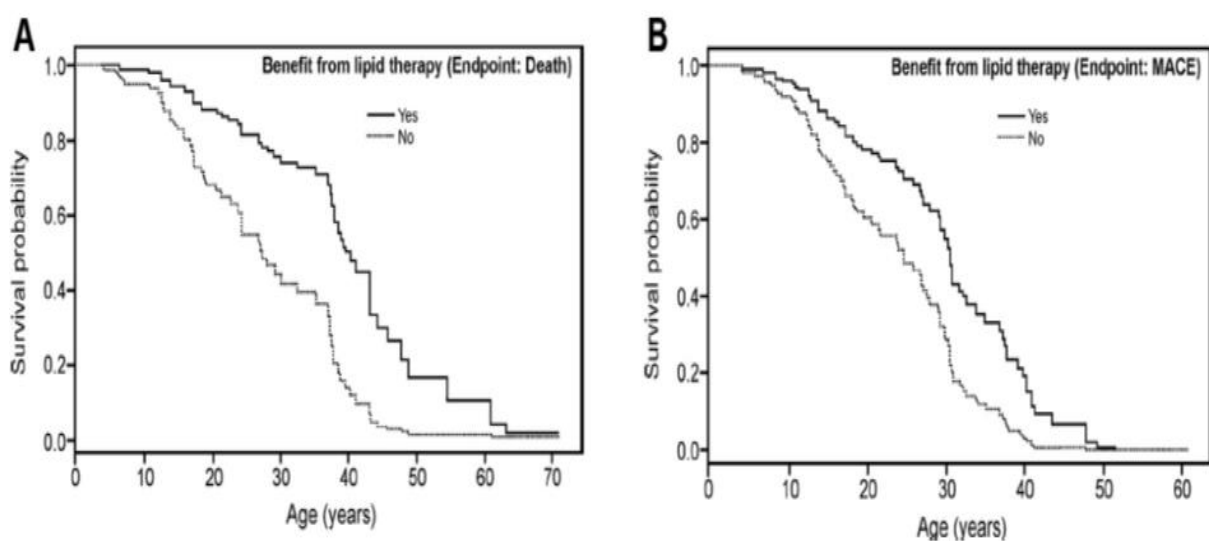 A
Benefit from lipid therapy (Endpoint: Death)
Yes
No
Survival probability
1.0
0.8
0.6
0.4
0.2
0.0
0 10 20 30 40 50 60 70
Age (years)
B
Benefit from lipid therapy (Endpoint: MACE)
Yes
No
Survival probability
1.0
0.8
0.6
0.4
0.2
0.0
0 10 20 30 40 50 60
Age (years)